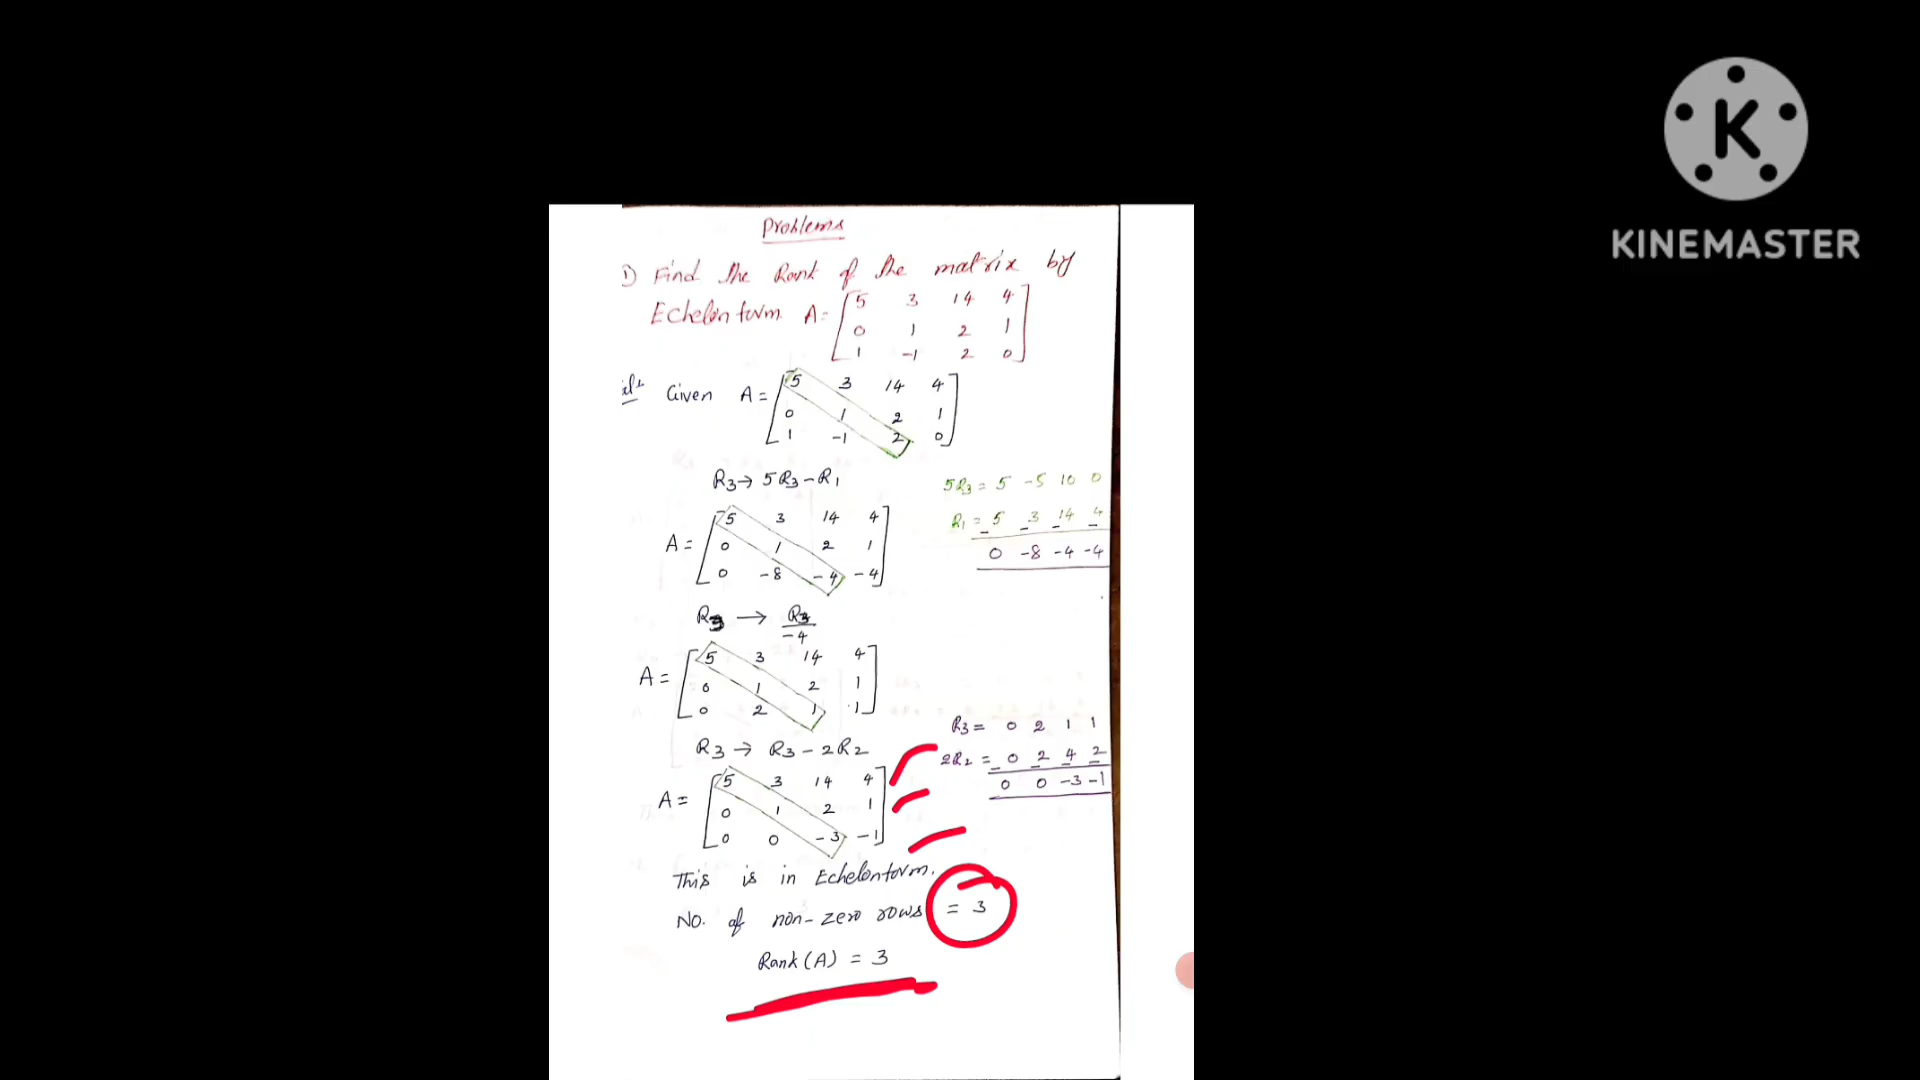 Problems
1) Find the Rank of the matrix by
Echelon form. A = [5 3 14 4
0 1 2 1
1 -1 2 0]
Given A = [5 3 14 4
0 1 2 1
1 -1 2 0]
R3 → 5R3 - R1
5R3 = 5 -5 10 0
R1 = 5 3 14 4
- - - -
0 -8 -4 -4
A = [5 3 14 4
0 1 2 1
0 -8 -4 -4]
R3 → R3/-4
A = [5 3 14 4
0 1 2 1
0 2 1 1]
R3 → R3 - 2R2
R3 = 0 2 1 1
2R2 = 0 2 4 2
- - - -
0 0 -3 -1
A = [5 3 14 4
0 1 2 1
0 0 -3 -1]
This is in Echelon form.
No. of non-zero rows = 3
Rank(A) = 3
K
KINEMASTER